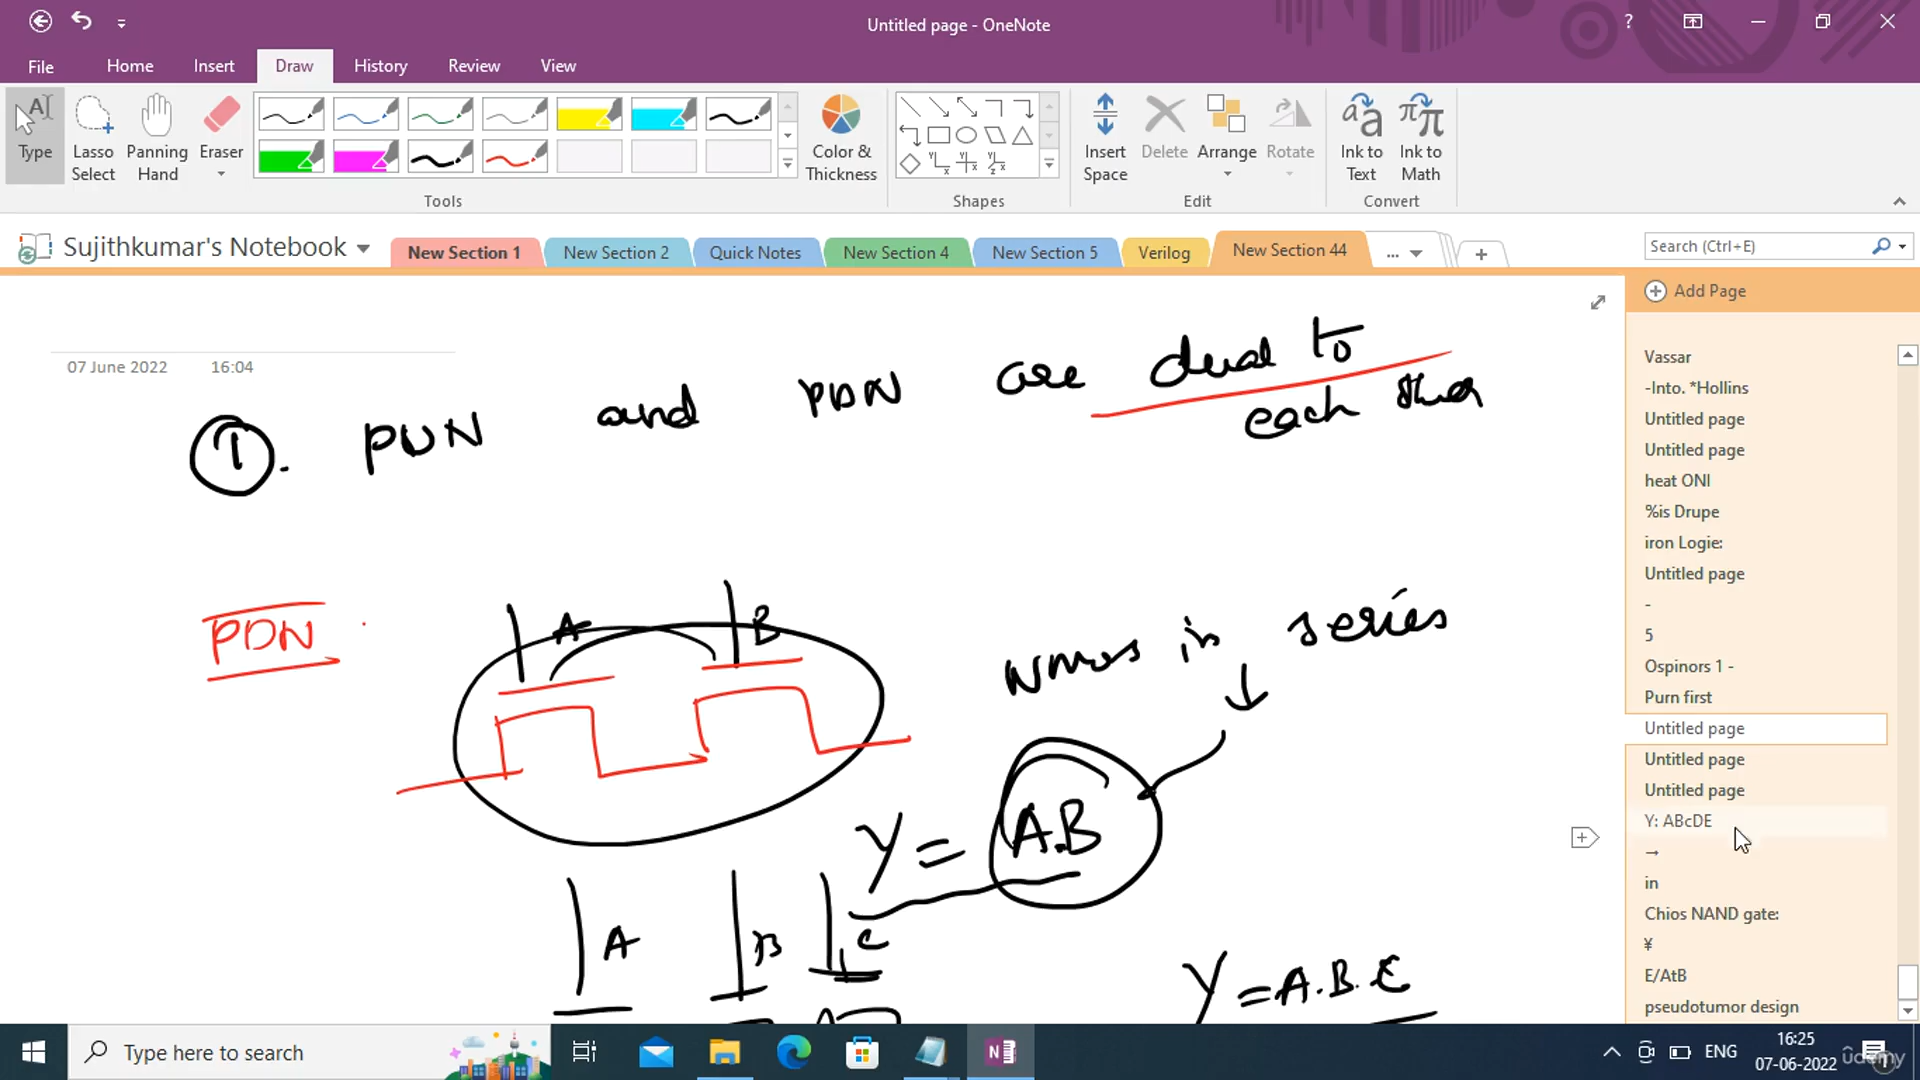 Untitled page - OneNote
?
File
Home
Insert
Draw
History
Review
View
Type
Lasso Select
Panning Hand
Eraser
Color & Thickness
Insert Space
Delete
Arrange
Rotate
Ink to Text
Ink to Math
Tools
Shapes
Edit
Convert
Sujithkumar's Notebook
New Section 1
New Section 2
Quick Notes
New Section 4
New Section 5
Verilog
New Section 44
...
Search (Ctrl+E)
Add Page
07 June 2022 16:04
1. PUN and PDN are dual to
each other
PDN
A B
NMOS in series
Y = A.B
A B C
Y = A.B.C
Vassar
-Into. *Hollins
Untitled page
Untitled page
heat ONI
%is Drupe
iron Logie:
Untitled page
-
5
Ospinors 1 -
Purn first
Untitled page
Untitled page
Untitled page
Y: ABcDE
→
in
Chios NAND gate:
¥
E/AtB
pseudotumor design
Type here to search
ENG
16:25
07-06-2022
udemy